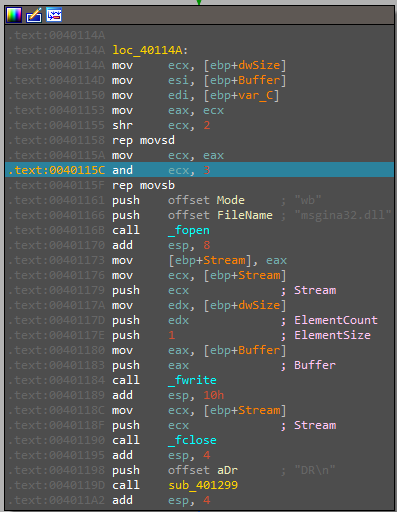 .text:0040114A
.text:0040114A loc_40114A:
.text:0040114A mov ecx, [ebp+dwSize]
.text:0040114D mov esi, [ebp+Buffer]
.text:00401150 mov edi, [ebp+var_C]
.text:00401153 mov eax, ecx
.text:00401155 shr ecx, 2
.text:00401158 rep movsd
.text:0040115A mov ecx, eax
.text:0040115C and ecx, 3
.text:0040115F rep movsb
.text:00401161 push offset Mode ; "wb"
.text:00401166 push offset FileName ; "msgina32.dll"
.text:0040116B call _fopen
.text:00401170 add esp, 8
.text:00401173 mov [ebp+Stream], eax
.text:00401176 mov ecx, [ebp+Stream]
.text:00401179 push ecx ; Stream
.text:0040117A mov edx, [ebp+dwSize]
.text:0040117D push edx ; ElementCount
.text:0040117E push 1 ; ElementSize
.text:00401180 mov eax, [ebp+Buffer]
.text:00401183 push eax ; Buffer
.text:00401184 call _fwrite
.text:00401189 add esp, 10h
.text:0040118C mov ecx, [ebp+Stream]
.text:0040118F push ecx ; Stream
.text:00401190 call _fclose
.text:00401195 add esp, 4
.text:00401198 push offset aDr ; "DR\n"
.text:0040119D call sub_401299
.text:004011A2 add esp, 4